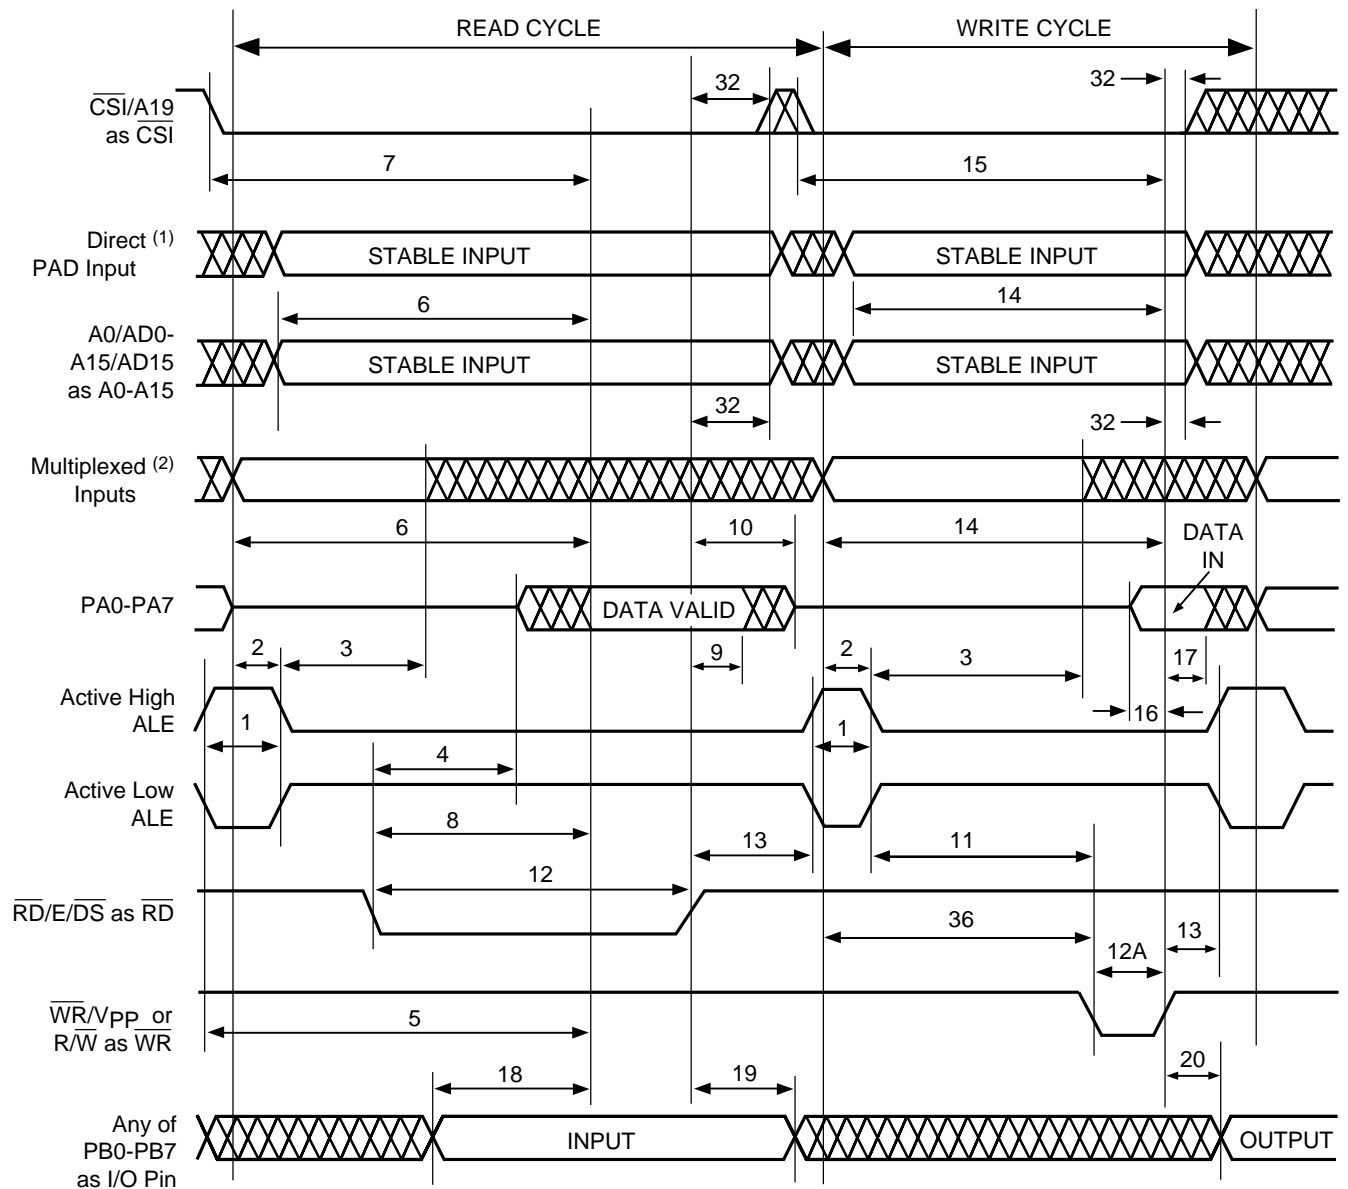 READ CYCLE
WRITE CYCLE
32
32
CSI/A19
as CSI
7
15
Direct (1)
PAD Input
STABLE INPUT
STABLE INPUT
6
14
A0/AD0-
A15/AD15
as A0-A15
STABLE INPUT
STABLE INPUT
32
32
Multiplexed (2)
Inputs
6
10
14
DATA
IN
PA0-PA7
DATA VALID
2
3
9
2
3
17
Active High
ALE
1
1
16
4
Active Low
ALE
8
13
11
12
RD/E/DS as RD
36
13
12A
WR/VPP or
R/W as WR
5
18
19
20
Any of
PB0-PB7
as I/O Pin
INPUT
OUTPUT